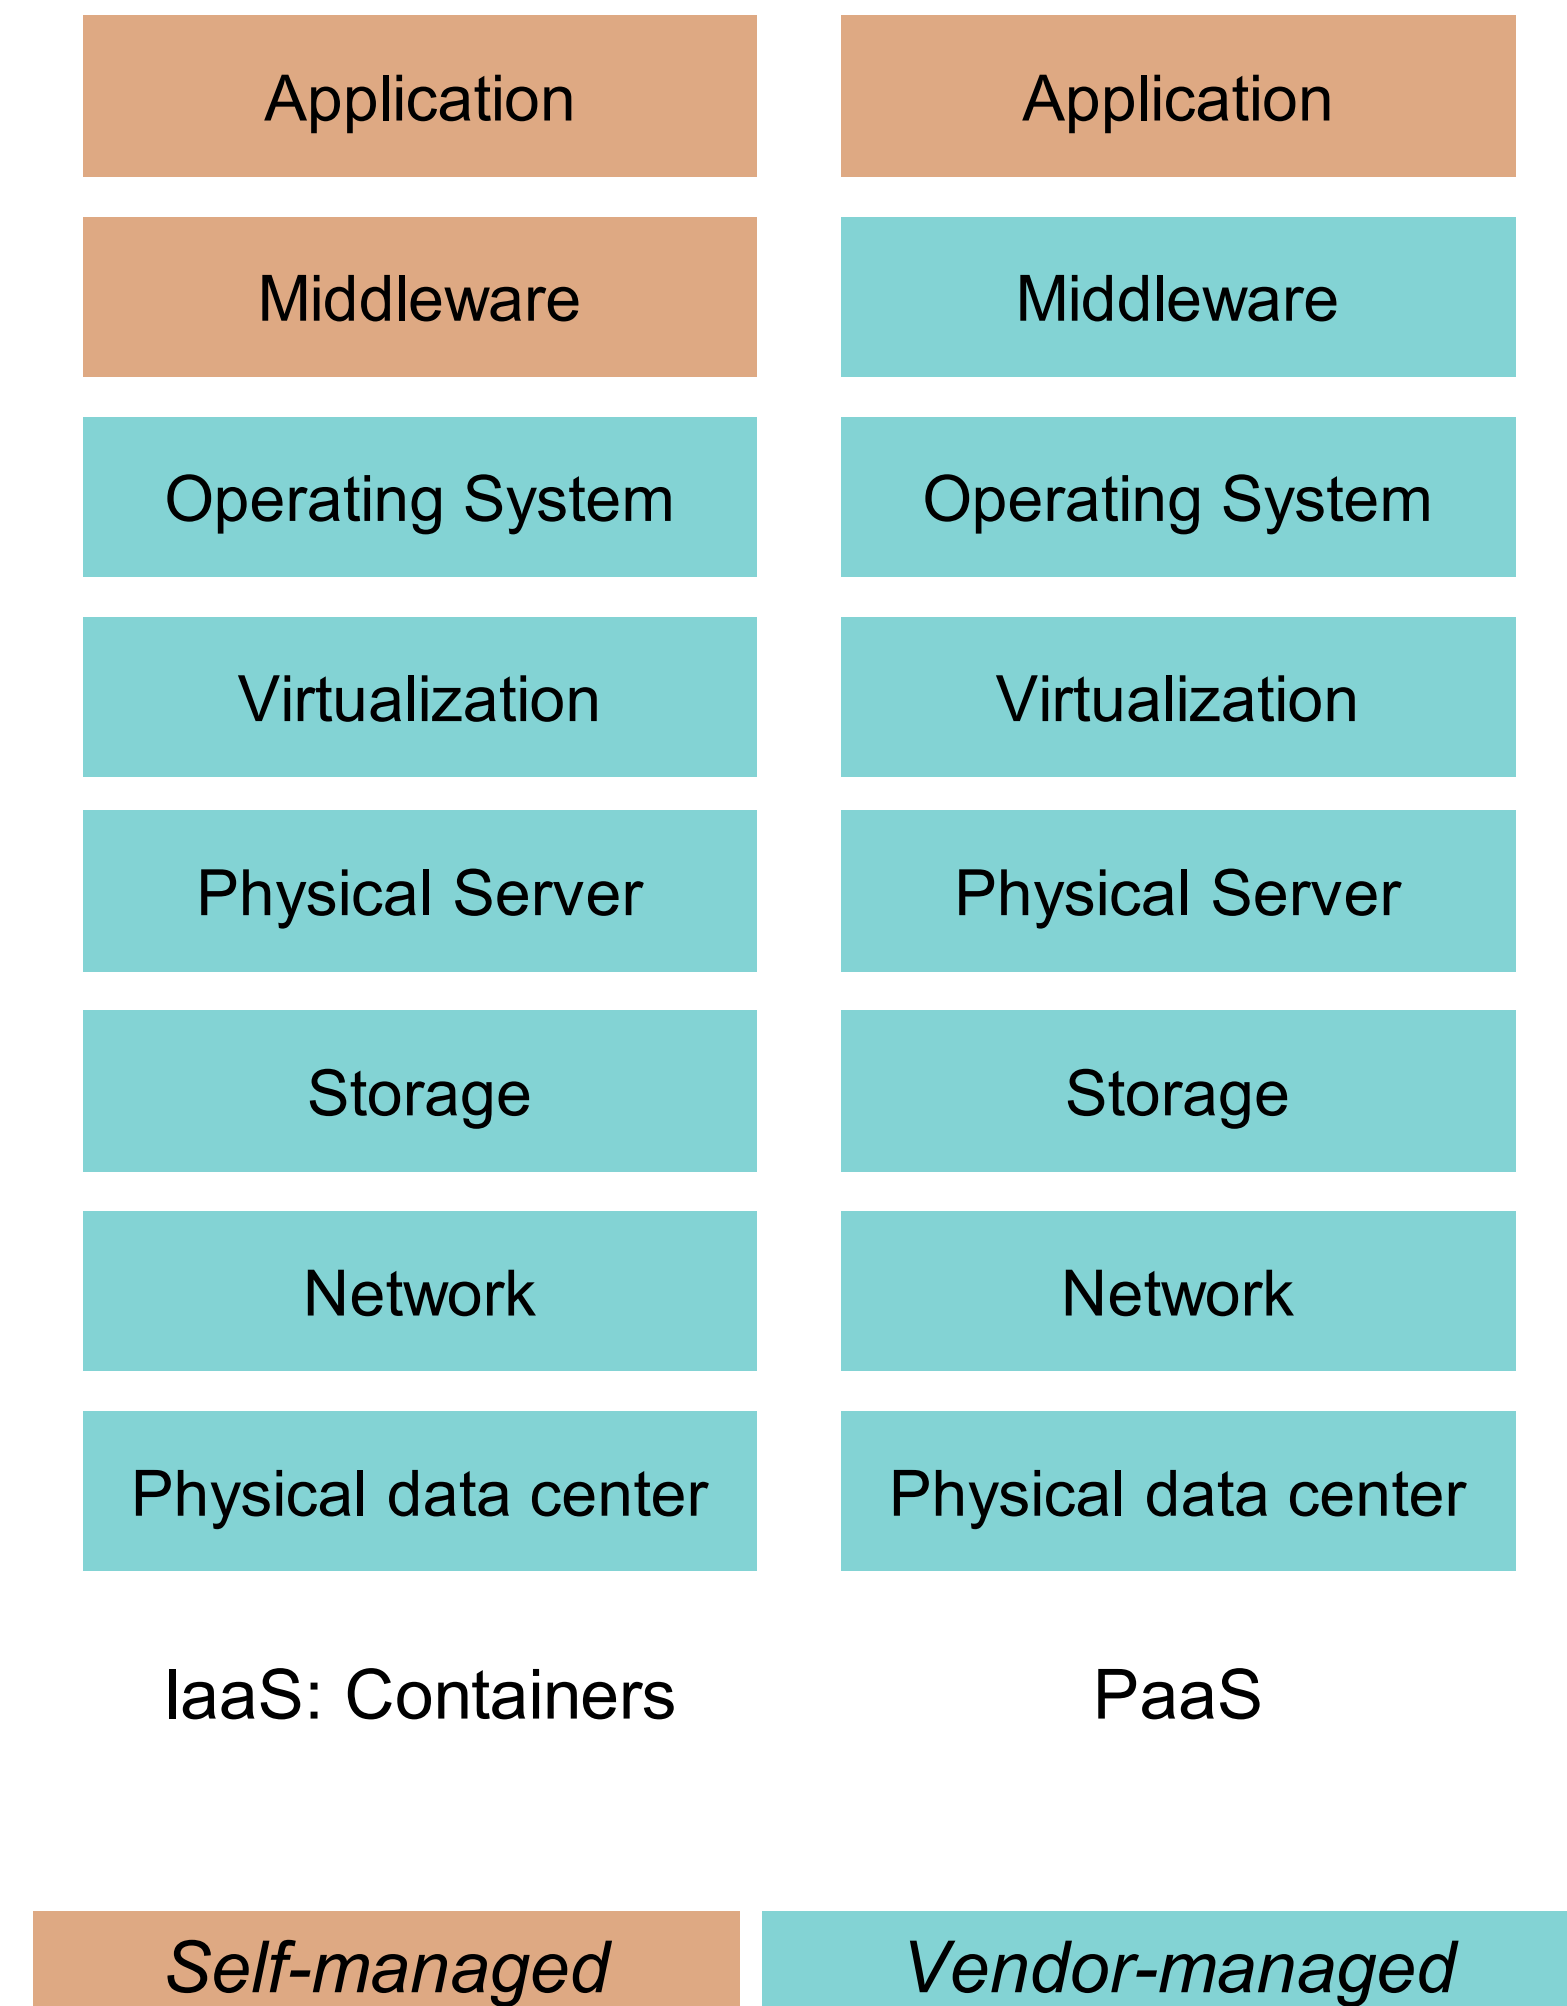 Application
Application
Middleware
Middleware
Operating System
Operating System
Virtualization
Virtualization
Physical Server
Physical Server
Storage
Storage
Network
Network
Physical data center
Physical data center
IaaS: Containers
PaaS
Self-managed
Vendor-managed